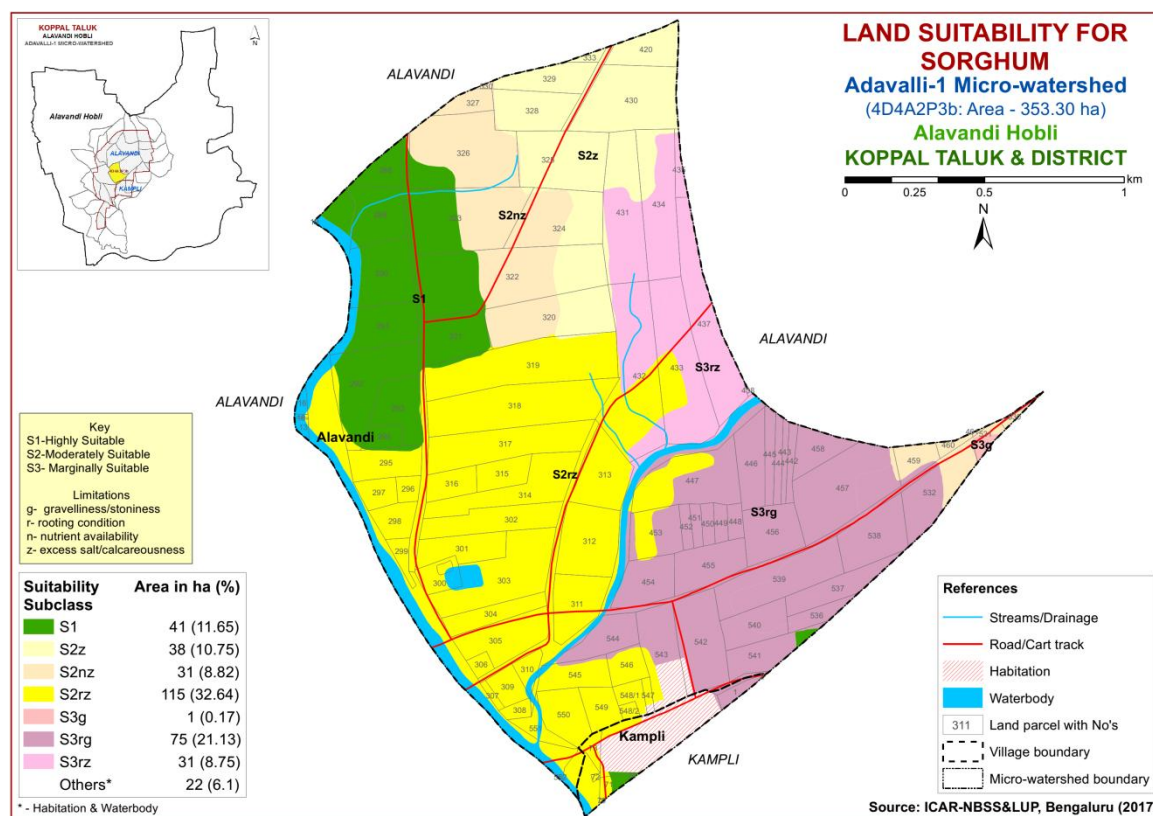 KOPPAL TALUK
ALAVANDI HOBLI
ADAVALLI-1 MICRO-WATERSHED
N
Alavandi Hobli
ALAVANDI
KAMPLI
LAND SUITABILITY FOR
SORGHUM
Adavalli-1 Micro-watershed
(4D4A2P3b: Area - 353.30 ha)
Alavandi Hobli
KOPPAL TALUK & DISTRICT
0 0.25 0.5 1 km
N
ALAVANDI
ALAVANDI
ALAVANDI
KAMPLI
420
333
329
330
327
328
430
326
325
S2z
431
434
S2nz
324
322
S1
320
437
319
432
433
S3rz
318
Alavandi
317
295
S2rz
313
315
316
297
296
314
298
302
299
301
312
300
303
304
311
305
306
310
309
307
308
447
446
445
443
444
442
458
457
S3rg
451
452
450
449
448
453
456
454
455
459
460
S3g
532
538
539
537
536
540
541
542
543
544
545
546
547
548/1
548/2
549
550
Kampli
1
Key
S1-Highly Suitable
S2-Moderately Suitable
S3- Marginally Suitable
Limitations
g- gravelliness/stoniness
r- rooting condition
n- nutrient availability
z- excess salt/calcareousness
Suitability Subclass Area in ha (%)
S1 41 (11.65)
S2z 38 (10.75)
S2nz 31 (8.82)
S2rz 115 (32.64)
S3g 1 (0.17)
S3rg 75 (21.13)
S3rz 31 (8.75)
Others* 22 (6.1)
* - Habitation & Waterbody
References
Streams/Drainage
Road/Cart track
Habitation
Waterbody
311 Land parcel with No's
Village boundary
Micro-watershed boundary
Source: ICAR-NBSS&LUP, Bengaluru (2017